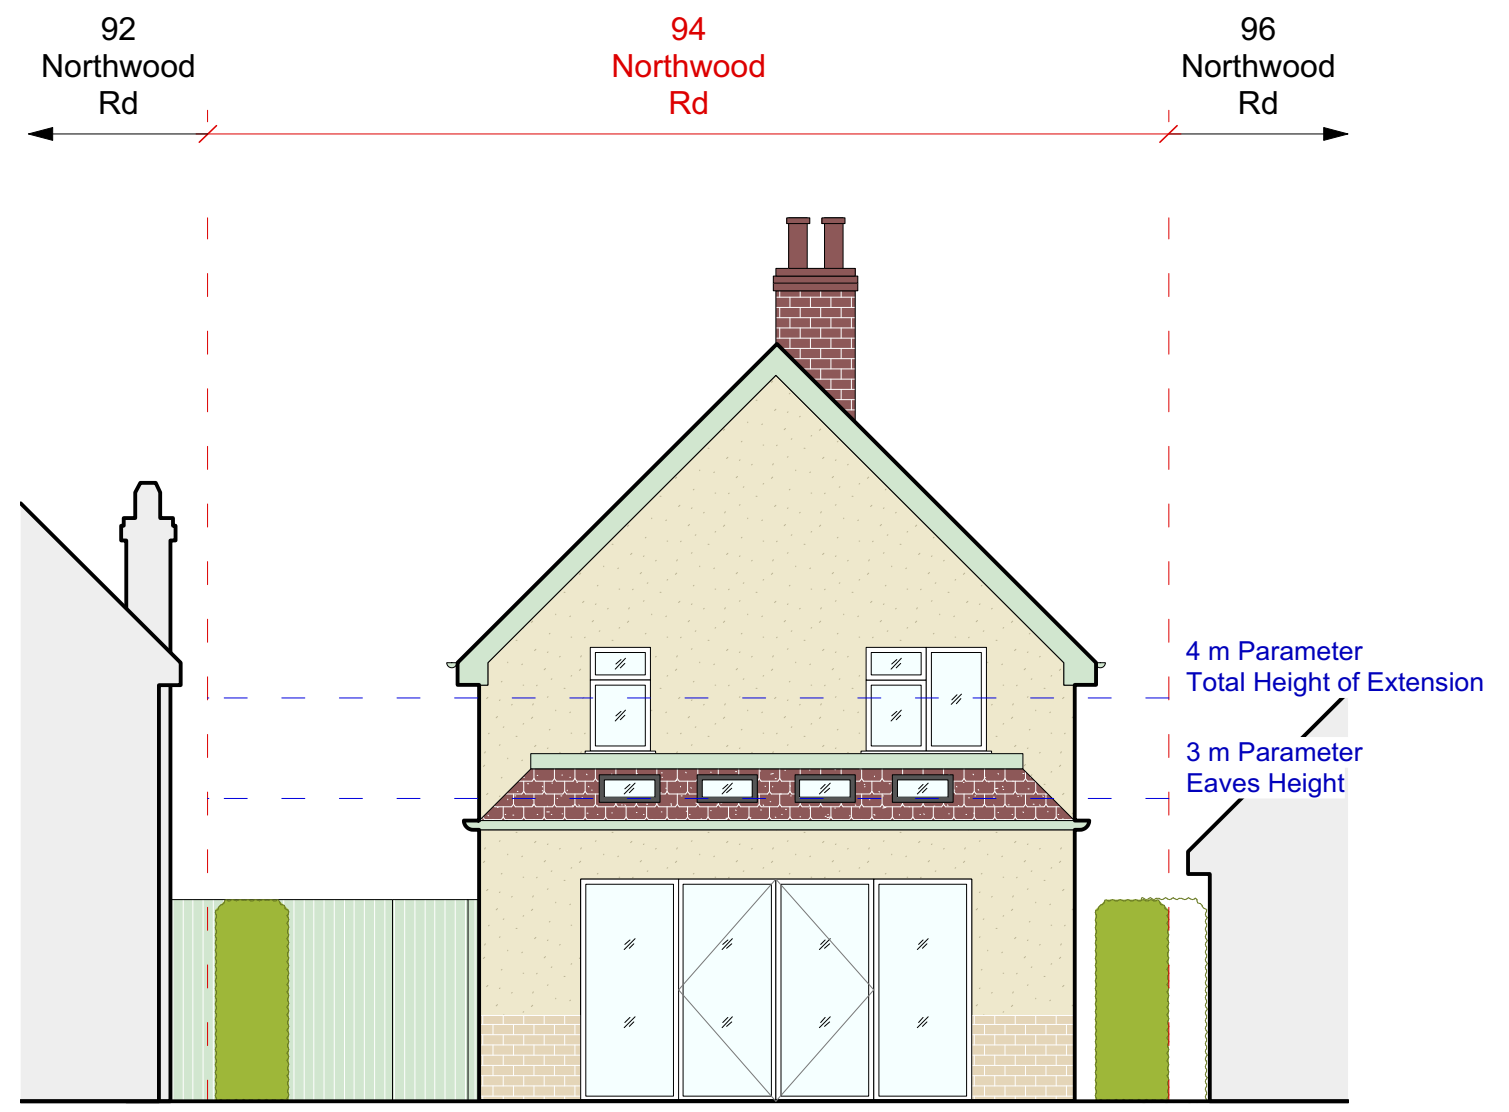 92
Northwood
Rd
94
Northwood
Rd
96
Northwood
Rd
4 m Parameter
Total Height of Extension
3 m Parameter
Eaves Height